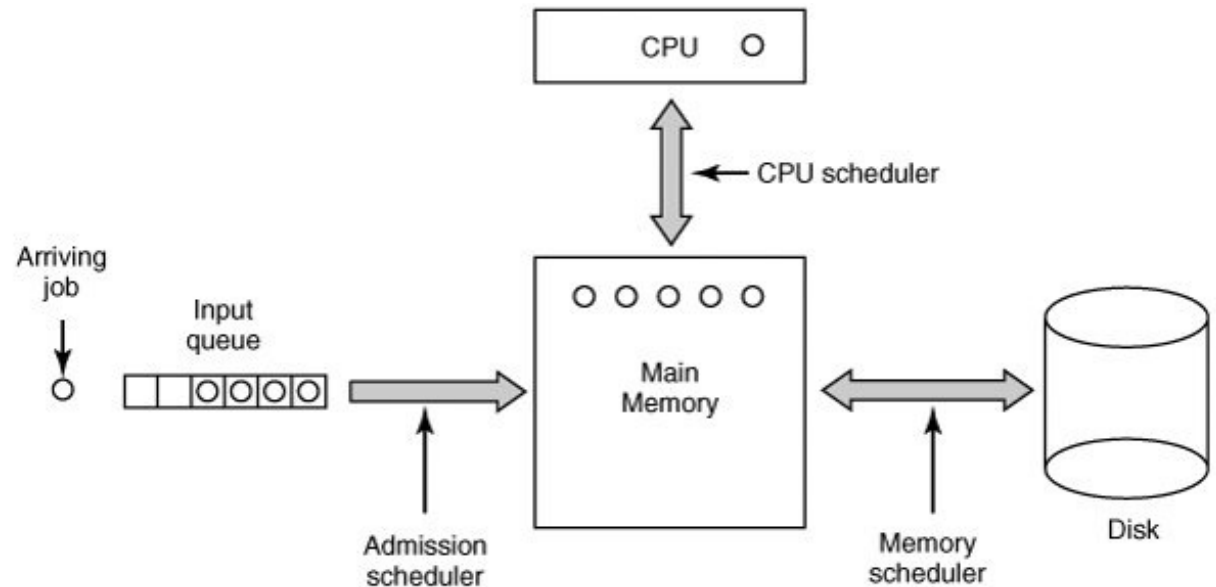 CPU
CPU scheduler
Arriving
job
Input
queue
Main
Memory
Admission
scheduler
Memory
scheduler
Disk